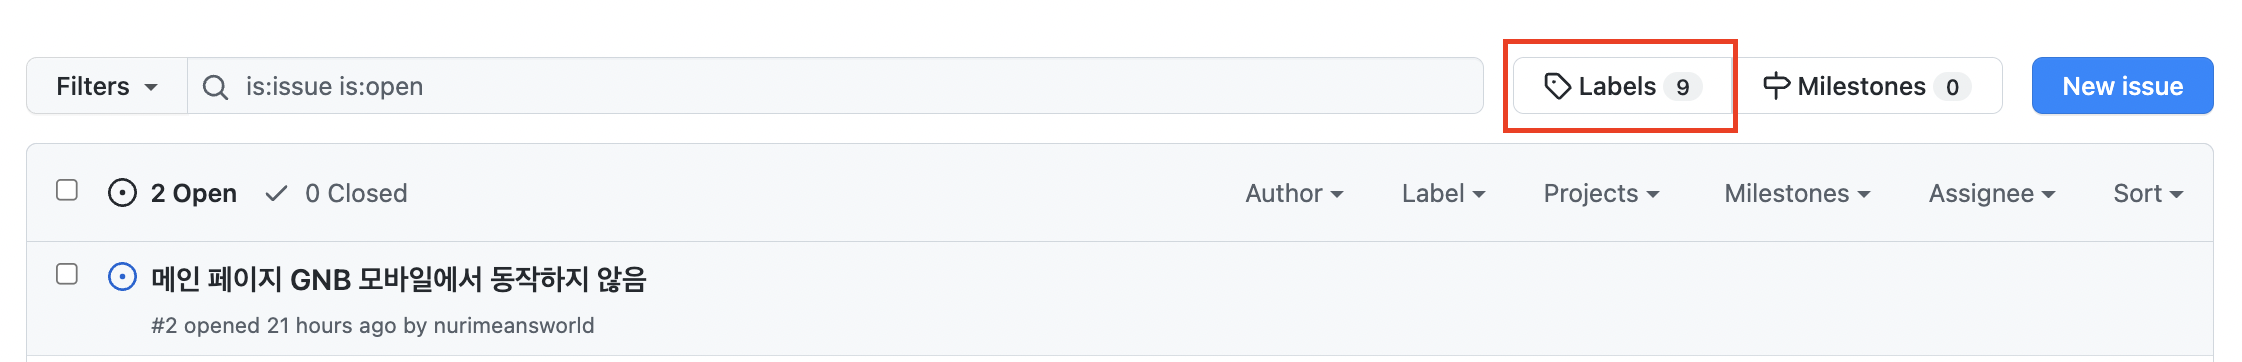 Filters is:issue is:open Labels 9 Milestones 0 New issue
2 Open 0 Closed Author Label Projects Milestones Assignee Sort
메인 페이지 GNB 모바일에서 동작하지 않음
#2 opened 21 hours ago by nurimeansworld